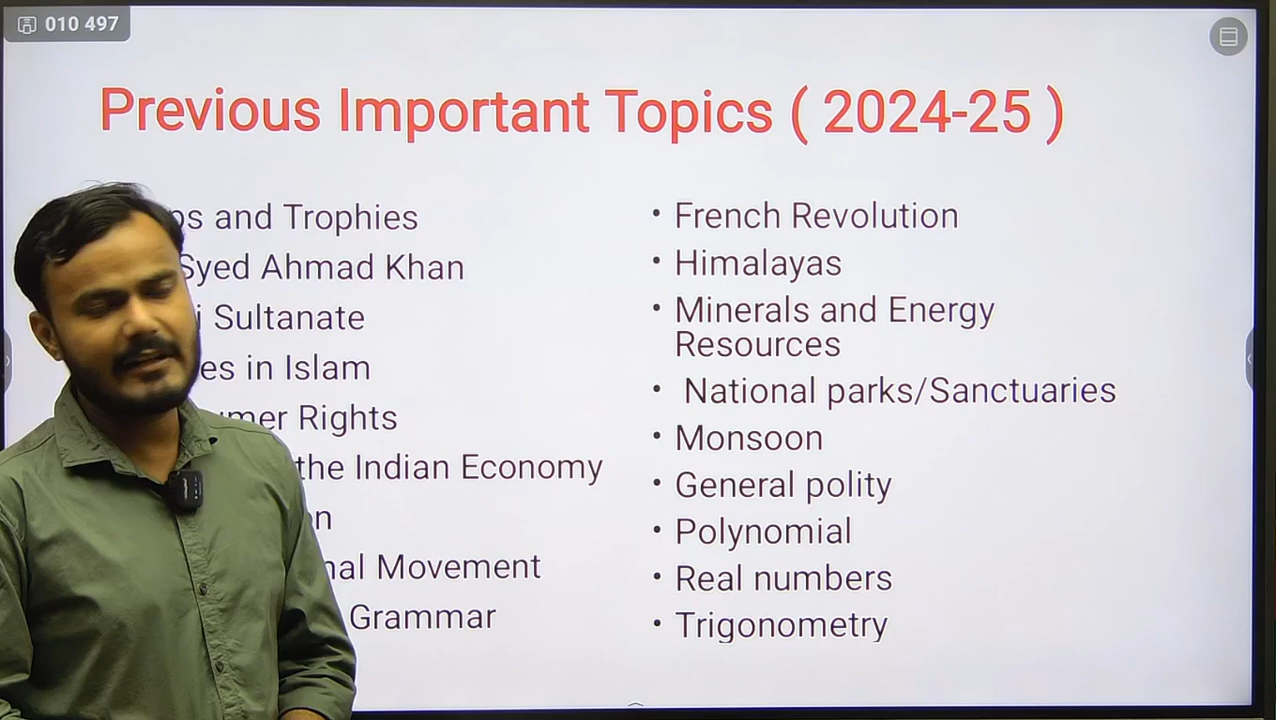 010 497
Previous Important Topics ( 2024-25 )
and Trophies
Syed Ahmad Khan
Sultanate
in Islam
Rights
the Indian Economy
Movement
Grammar
• French Revolution
• Himalayas
• Minerals and Energy
Resources
• National parks/Sanctuaries
• Monsoon
• General polity
• Polynomial
• Real numbers
• Trigonometry